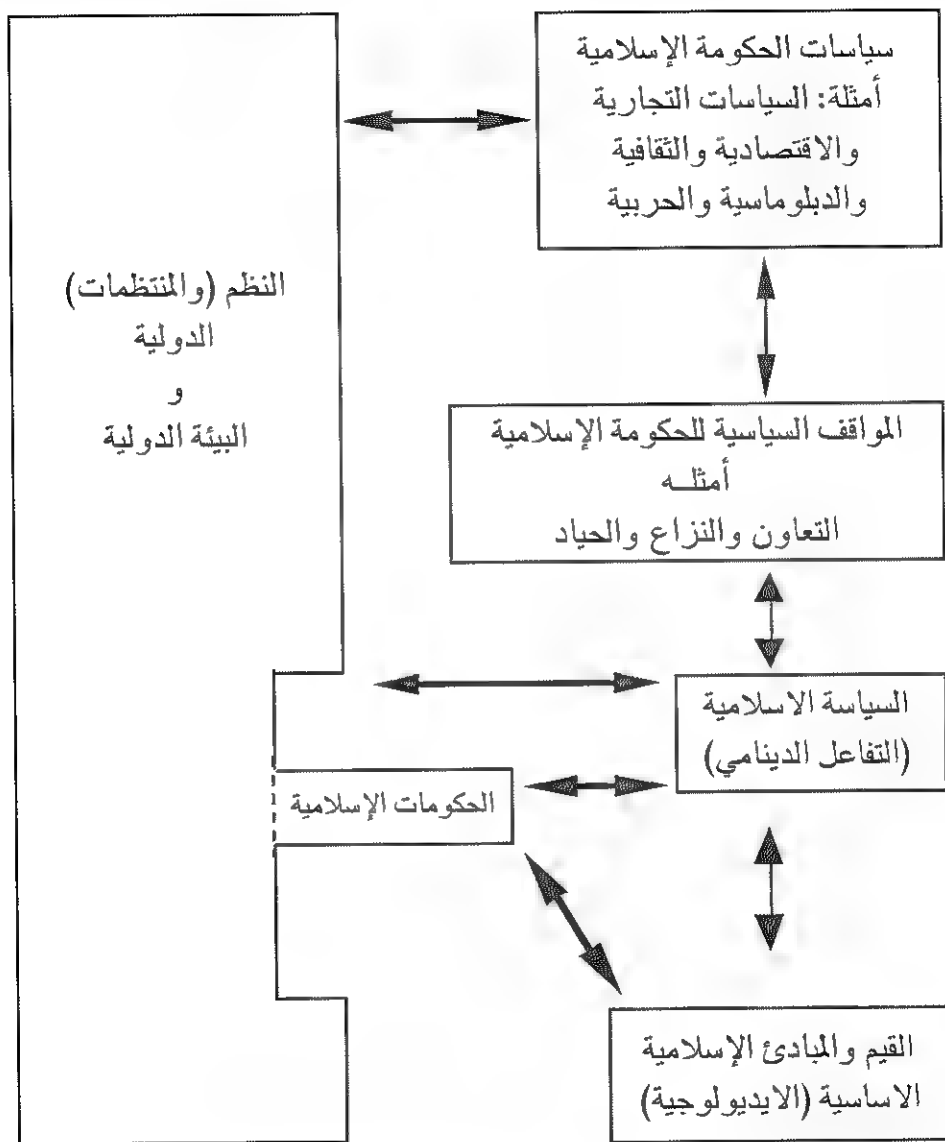 سياسات الحكومة الإسلامية
أمثلة: السياسات التجارية
والاقتصادية والثقافية
والدبلوماسية والحربية
النظم (والمنتظمات)
الدولية
و
البيئة الدولية
المواقف السياسية للحكومة الإسلامية
أمثلـــه
التعاون والنزاع والحياد
السياسة الاسلامية
(التفاعل الدينامي)
الحكومات الإسلامية
القيم والمبادئ الإسلامية
الاساسية (الايديولوجية)